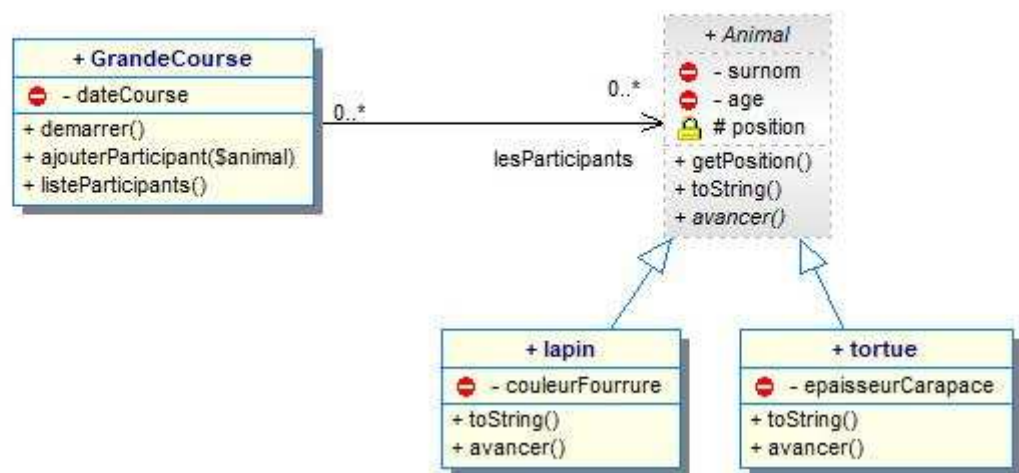 + GrandeCourse
- dateCourse
+ demarrer()
+ ajouterParticipant($animal)
+ listeParticipants()
0..*
0..*
lesParticipants
+ Animal
- surnom
- age
# position
+ getPosition()
+ toString()
+ avancer()
+ lapin
- couleurFourrure
+ toString()
+ avancer()
+ tortue
- epaisseurCarapace
+ toString()
+ avancer()